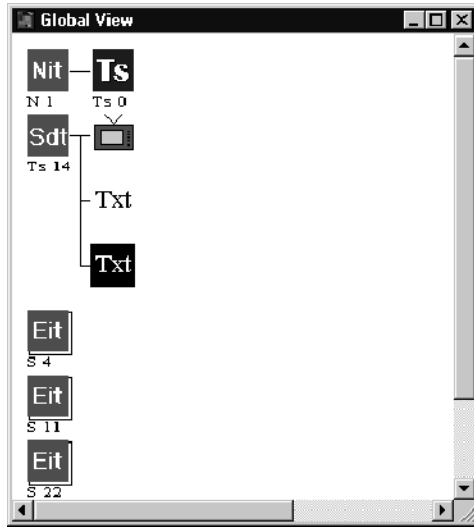 Global View
Nit Ts
N 1 Ts 0
Sdt
Ts 14
Txt
Txt
Eit
S 4
Eit
S 11
Eit
S 22